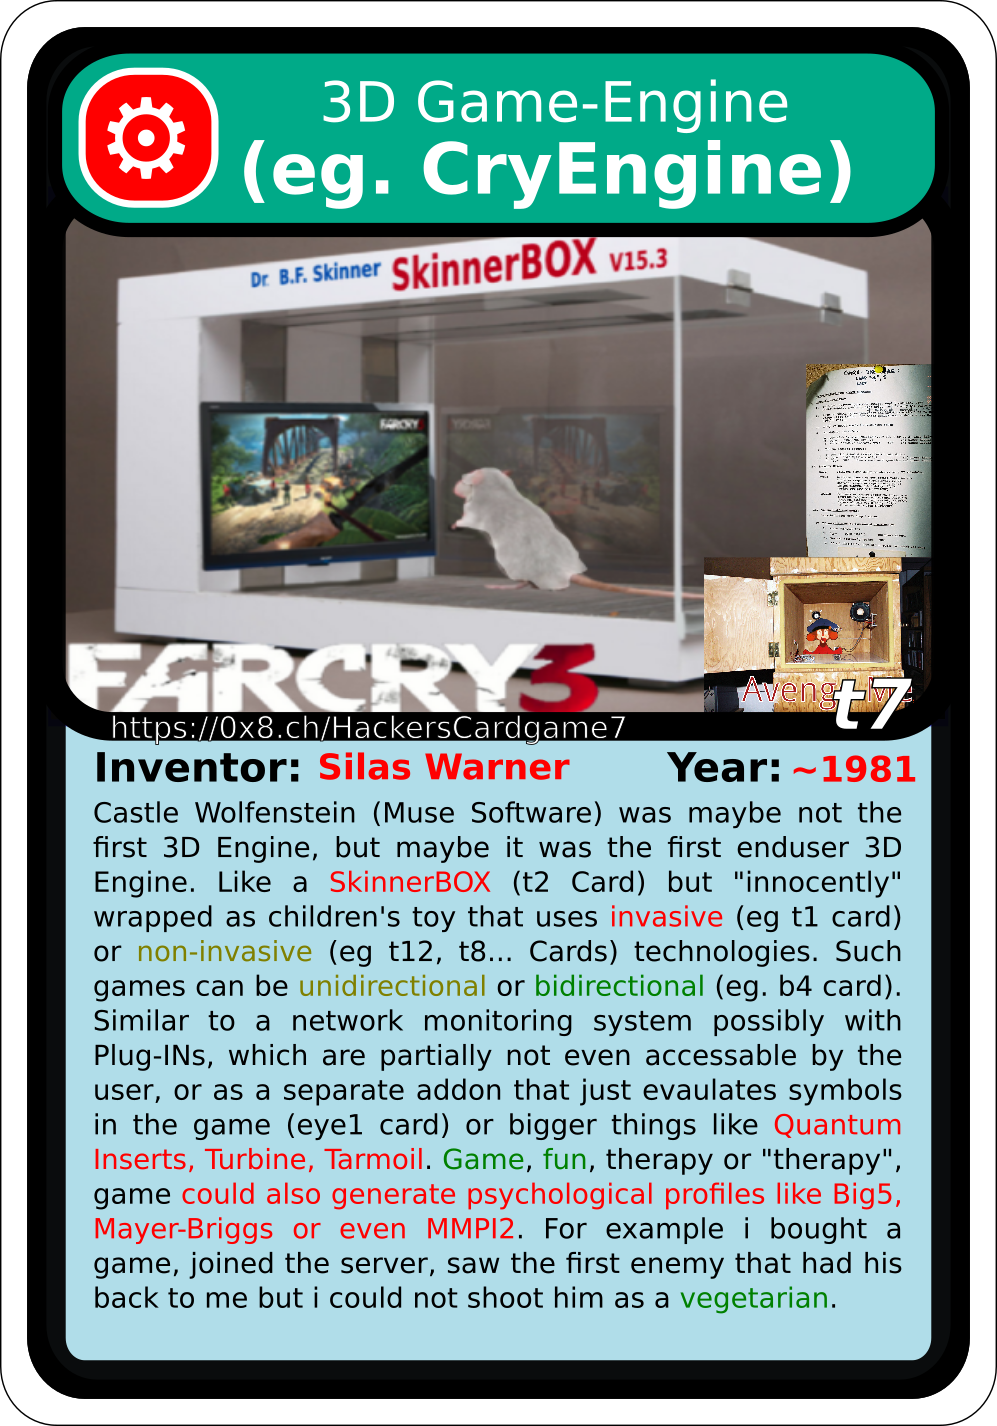 3D Game-Engine
(eg. CryEngine)
Dr. B.F. Skinner SkinnerBOX V15.3
FARCRY3
FARCRY 3
Aveng
t7
https://0x8.ch/HackersCardgame7
Inventor: Silas Warner Year: ~1981
Castle Wolfenstein (Muse Software) was maybe not the
first 3D Engine, but maybe it was the first enduser 3D
Engine. Like a SkinnerBOX (t2 Card) but "innocently"
wrapped as children's toy that uses invasive (eg t1 card)
or non-invasive (eg t12, t8... Cards) technologies. Such
games can be unidirectional or bidirectional (eg. b4 card).
Similar to a network monitoring system possibly with
Plug-INs, which are partially not even accessable by the
user, or as a separate addon that just evaulates symbols
in the game (eye1 card) or bigger things like Quantum
Inserts, Turbine, Tarmoil. Game, fun, therapy or "therapy",
game could also generate psychological profiles like Big5,
Mayer-Briggs or even MMPI2. For example i bought a
game, joined the server, saw the first enemy that had his
back to me but i could not shoot him as a vegetarian.